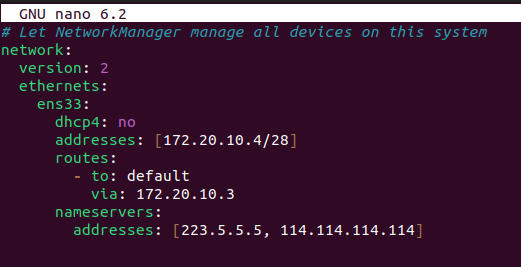 GNU nano 6.2
# Let NetworkManager manage all devices on this system
network:
  version: 2
  ethernets:
    ens33:
      dhcp4: no
      addresses: [172.20.10.4/28]
      routes:
        - to: default
          via: 172.20.10.3
      nameservers:
        addresses: [223.5.5.5, 114.114.114.114]